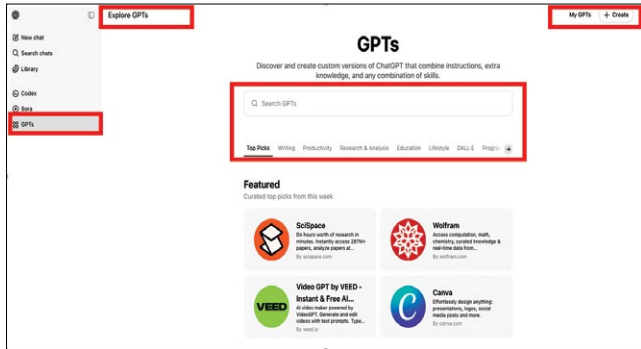 Explore GPTs
My GPTs
+ Create
New chat
Search chats
Library
Codex
Sora
GPTs
GPTs
Discover and create custom versions of ChatGPT that combine instructions, extra
knowledge, and any combination of skills.
Search GPTs
Top Picks Writing Productivity Research & Analysis Education Lifestyle DALL·E Progra
Featured
Curated top picks from this week
SciSpace
Do hours worth of research in
minutes. Instantly access 287M+
papers, analyze papers at...
By scispace.com
Wolfram
Access computation, math,
chemistry, curated knowledge &
real-time data from...
By wolfram.com
VEED
Video GPT by VEED -
Instant & Free AI...
AI video maker powered by
VideoGPT. Generate and edit
videos with text prompts. Type...
By veed.io
C
Canva
Effortlessly design anything:
presentations, logos, social
media posts and more.
By canva.com